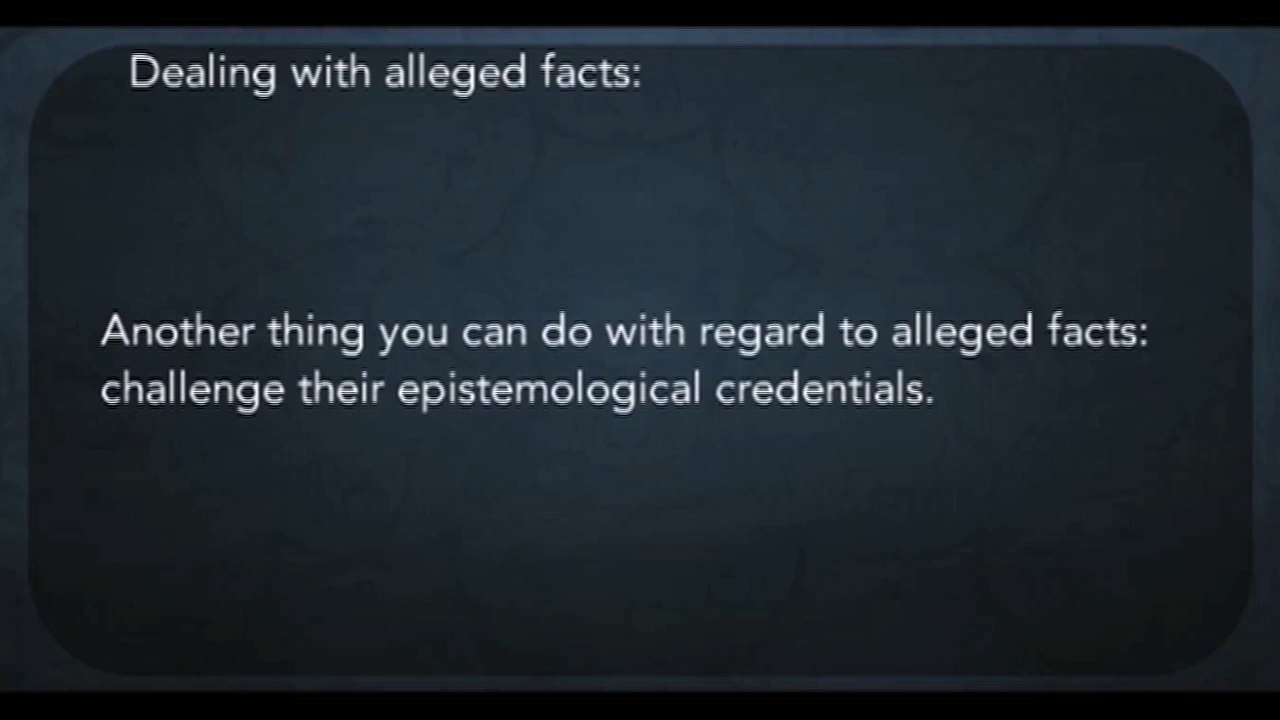 Dealing with alleged facts:
Another thing you can do with regard to alleged facts:
challenge their epistemological credentials.